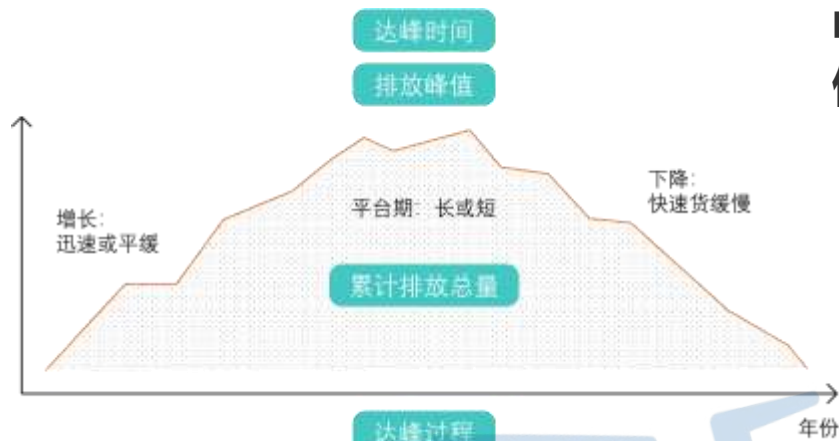 达峰时间
排放峰值
增长：
迅速或平缓
平台期：长或短
下降：
快速货缓慢
累计排放总量
年份
达峰过程